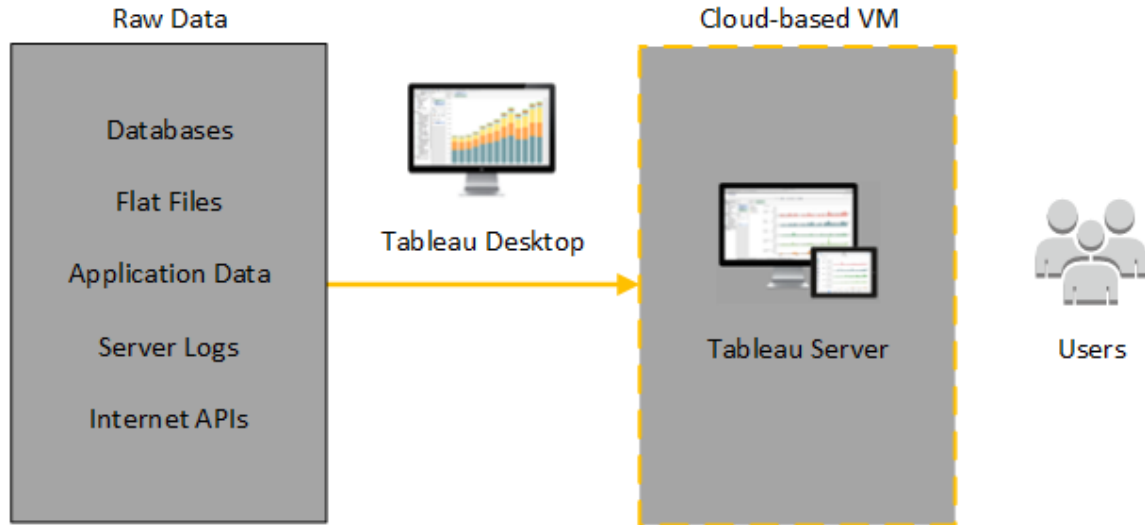 Raw Data
Cloud-based VM
Databases
Flat Files
Application Data
Server Logs
Internet APIs
Tableau Desktop
Tableau Server
Users